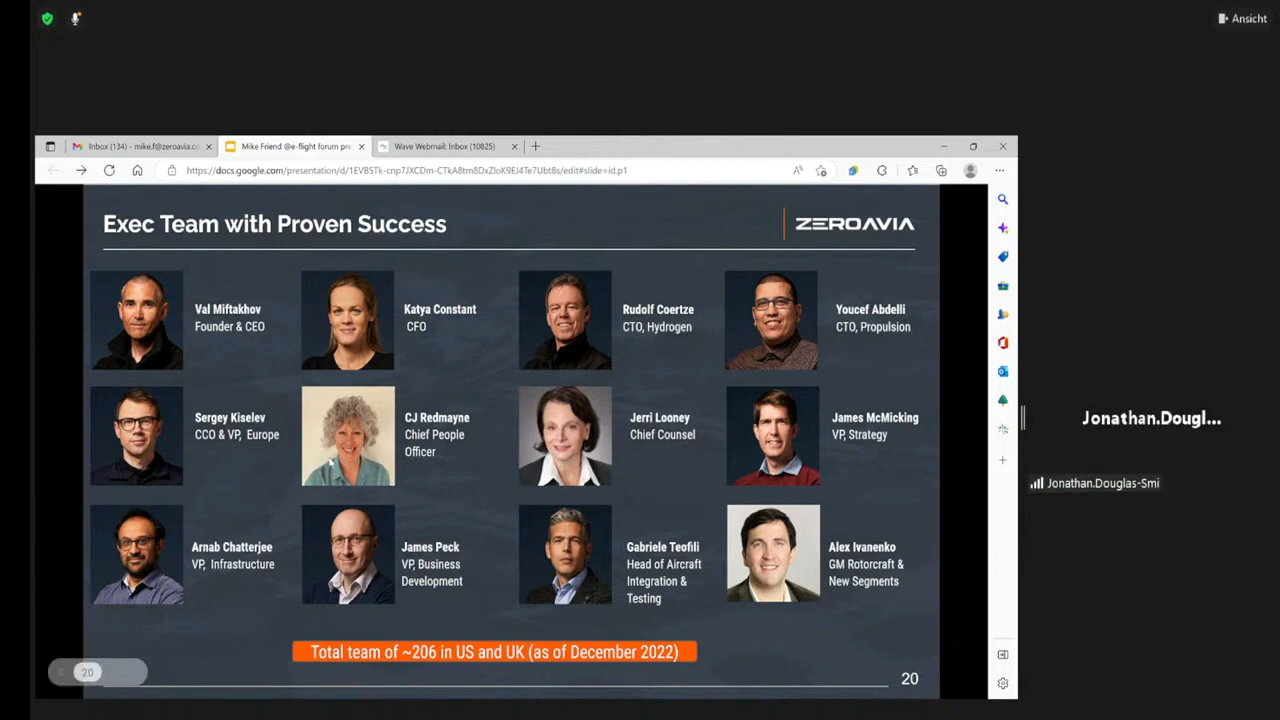 Ansicht
Inbox (134) - mike.f@zeroavia.co
Mike Friend @e-flight forum pre
Wave Webmail: Inbox (10825)
https://docs.google.com/presentation/d/1EVBSTk-cnp7JXCDm-CTkA8tm8DxZloK9EJ4Te7Ubt8s/edit#slide=id.p1
Exec Team with Proven Success
ZEROAVIA
Val Miftakhov
Founder & CEO
Katya Constant
CFO
Rudolf Coertze
CTO, Hydrogen
Youcef Abdelli
CTO, Propulsion
Sergey Kiselev
CCO & VP, Europe
CJ Redmayne
Chief People
Officer
Jerri Looney
Chief Counsel
James McMicking
VP, Strategy
Arnab Chatterjee
VP, Infrastructure
James Peck
VP, Business
Development
Gabriele Teofili
Head of Aircraft
Integration &
Testing
Alex Ivanenko
GM Rotorcraft &
New Segments
Total team of ~206 in US and UK (as of December 2022)
20
20
Jonathan.Dougl...
Jonathan.Douglas-Smi